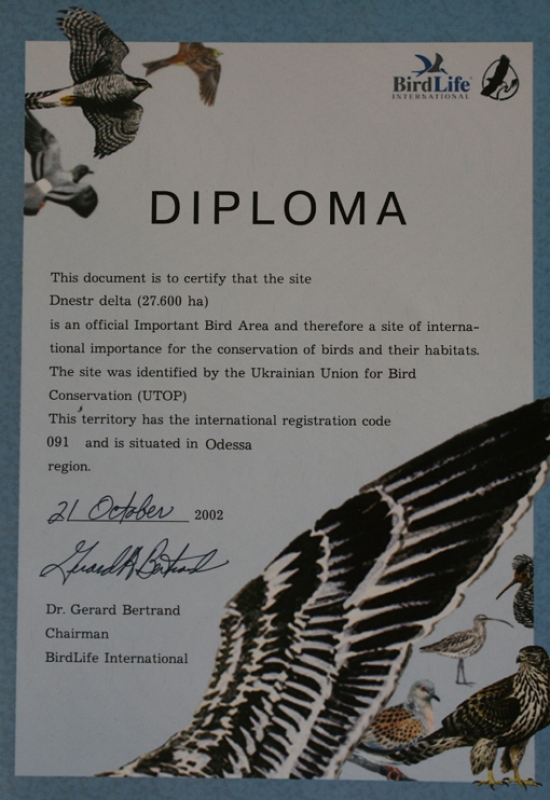 BirdLife
INTERNATIONAL
DIPLOMA
This document is to certify that the site
Dnestr delta (27.600 ha)
is an official Important Bird Area and therefore a site of interna-
tional importance for the conservation of birds and their habitats.
The site was identified by the Ukrainian Union for Bird
Conservation (UTOP)
This territory has the international registration code
091 and is situated in Odessa
region.
21 October 2002
Gerard A Bertrand
Dr. Gerard Bertrand
Chairman
BirdLife International